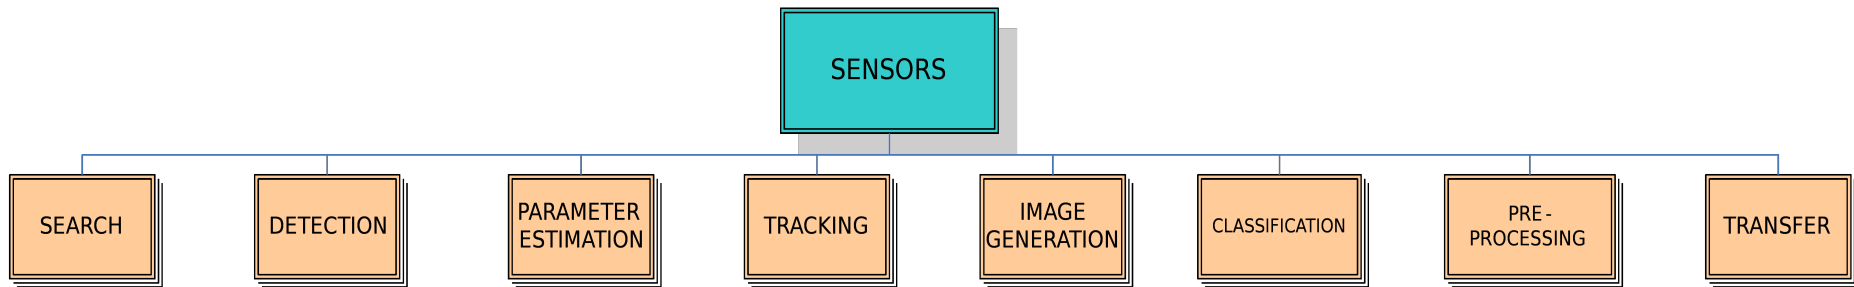 SENSORS
SEARCH
DETECTION
PARAMETER
ESTIMATION
TRACKING
IMAGE
GENERATION
CLASSIFICATION
PRE-
PROCESSING
TRANSFER